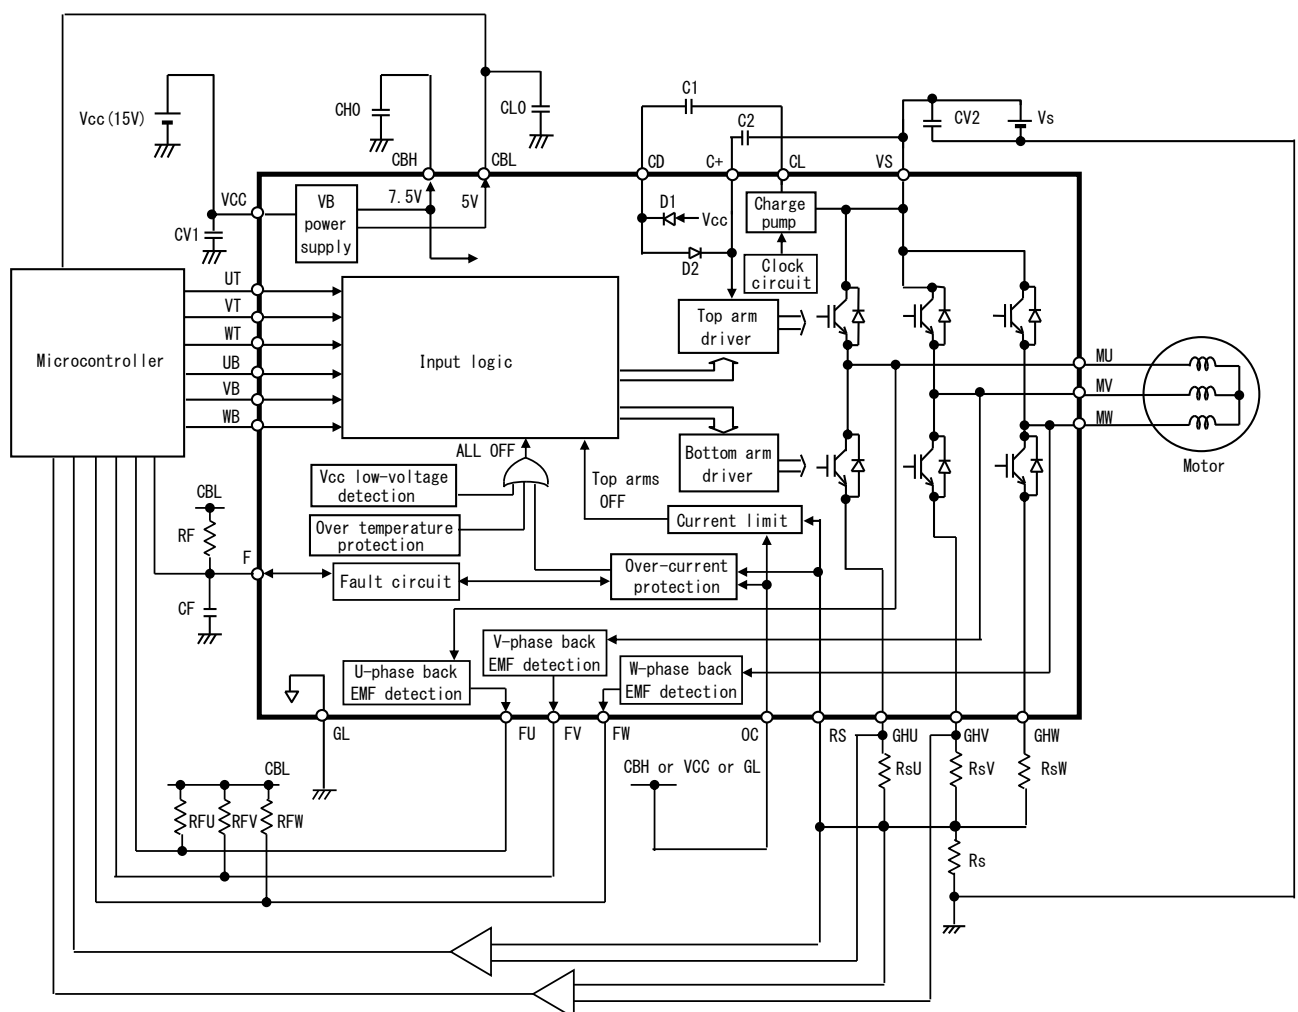 C1
CH0
CL0
Vcc(15V)
C2
CV2
Vs
CBH
CBL
CD
C+
CL
VS
VCC
VB
power
supply
7.5V
5V
D1
Vcc
Charge
pump
CV1
D2
Clock
circuit
UT
VT
WT
UB
VB
WB
Microcontroller
Input logic
Top arm
driver
Bottom arm
driver
MU
MV
MW
Motor
ALL OFF
Vcc low-voltage
detection
Top arms
OFF
CBL
RF
Over temperature
protection
Current limit
F
Fault circuit
Over-current
protection
CF
V-phase back
EMF detection
U-phase back
EMF detection
W-phase back
EMF detection
GL
FU
FV
FW
OC
RS
GHU
GHV
GHW
CBL
CBH or VCC or GL
RsU
RsV
RsW
RFU
RFV
RFW
Rs